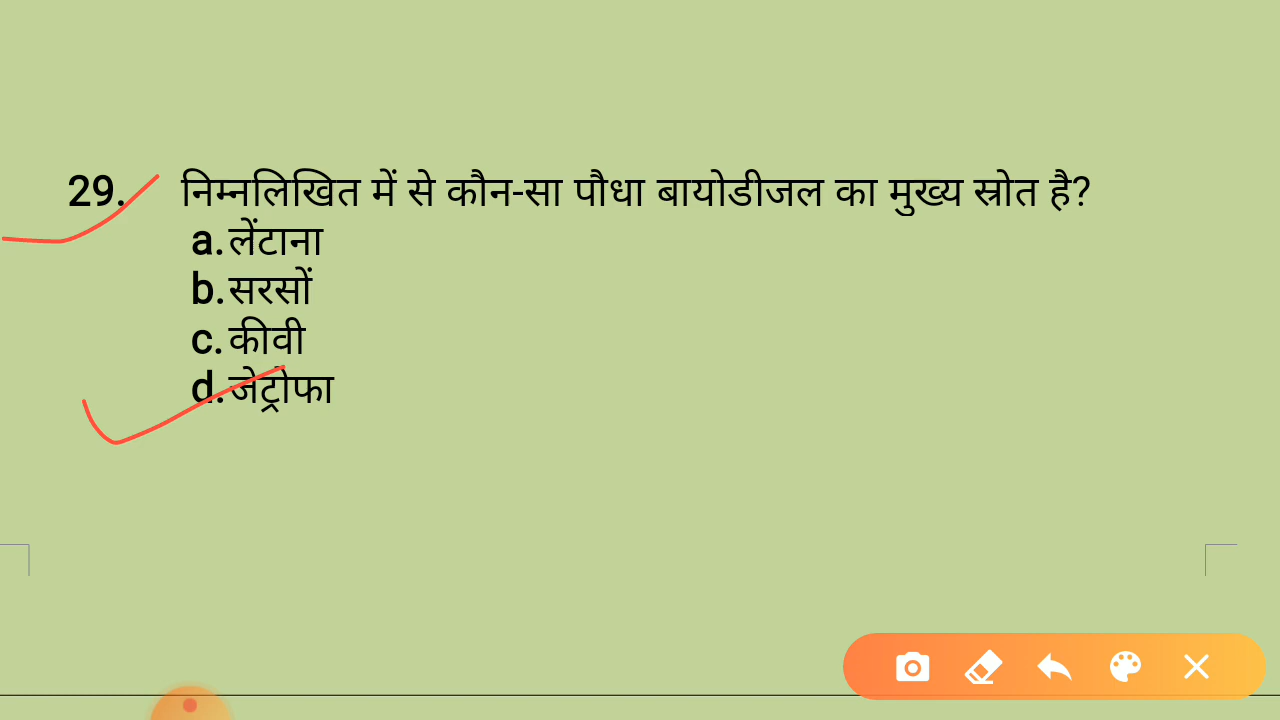 29. निम्नलिखित में से कौन-सा पौधा बायोडीजल का मुख्य स्रोत है?
a. लेंटाना
b. सरसों
c. कीवी
d. जेट्रोफा